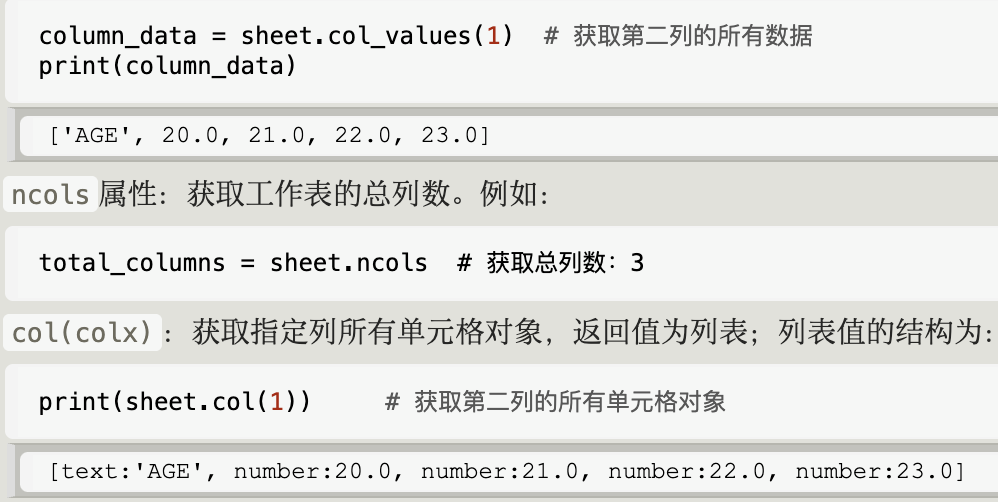 column_data = sheet.col_values(1)  # 获取第二列的所有数据
print(column_data)
['AGE', 20.0, 21.0, 22.0, 23.0]
ncols属性：获取工作表的总列数。例如：
total_columns = sheet.ncols  # 获取总列数：3
col(colx)：获取指定列所有单元格对象，返回值为列表；列表值的结构为：
print(sheet.col(1))     # 获取第二列的所有单元格对象
[text:'AGE', number:20.0, number:21.0, number:22.0, number:23.0]